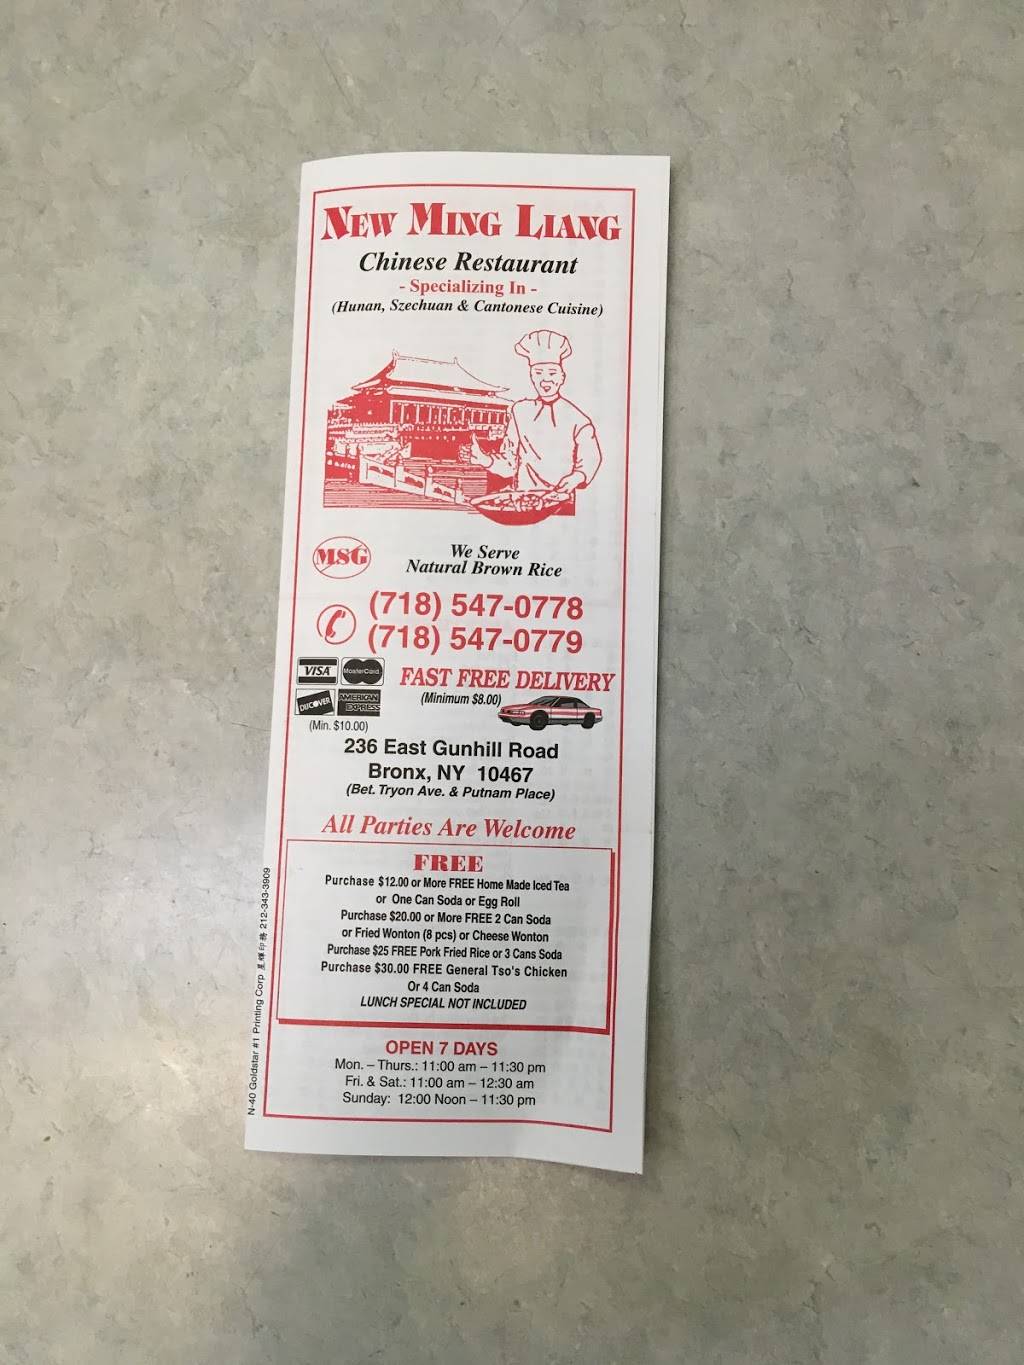 New Ming Liang
Chinese Restaurant
- Specializing In -
(Hunan, Szechuan & Cantonese Cuisine)
MSG
We Serve
Natural Brown Rice
(718) 547-0778
(718) 547-0779
VISA MasterCard
DISCOVER AMERICAN EXPRESS
(Min. $10.00)
FAST FREE DELIVERY
(Minimum $8.00)
236 East Gunhill Road
Bronx, NY 10467
(Bet. Tryon Ave. & Putnam Place)
All Parties Are Welcome
FREE
Purchase $12.00 or More FREE Home Made Iced Tea
or One Can Soda or Egg Roll
Purchase $20.00 or More FREE 2 Can Soda
or Fried Wonton (8 pcs) or Cheese Wonton
Purchase $25 FREE Pork Fried Rice or 3 Cans Soda
Purchase $30.00 FREE General Tso's Chicken
Or 4 Can Soda
LUNCH SPECIAL NOT INCLUDED
OPEN 7 DAYS
Mon. – Thurs.: 11:00 am – 11:30 pm
Fri. & Sat.: 11:00 am – 12:30 am
Sunday: 12:00 Noon – 11:30 pm
N-40 Goldstar #1 Printing Corp 星輝印務 212-343-3909